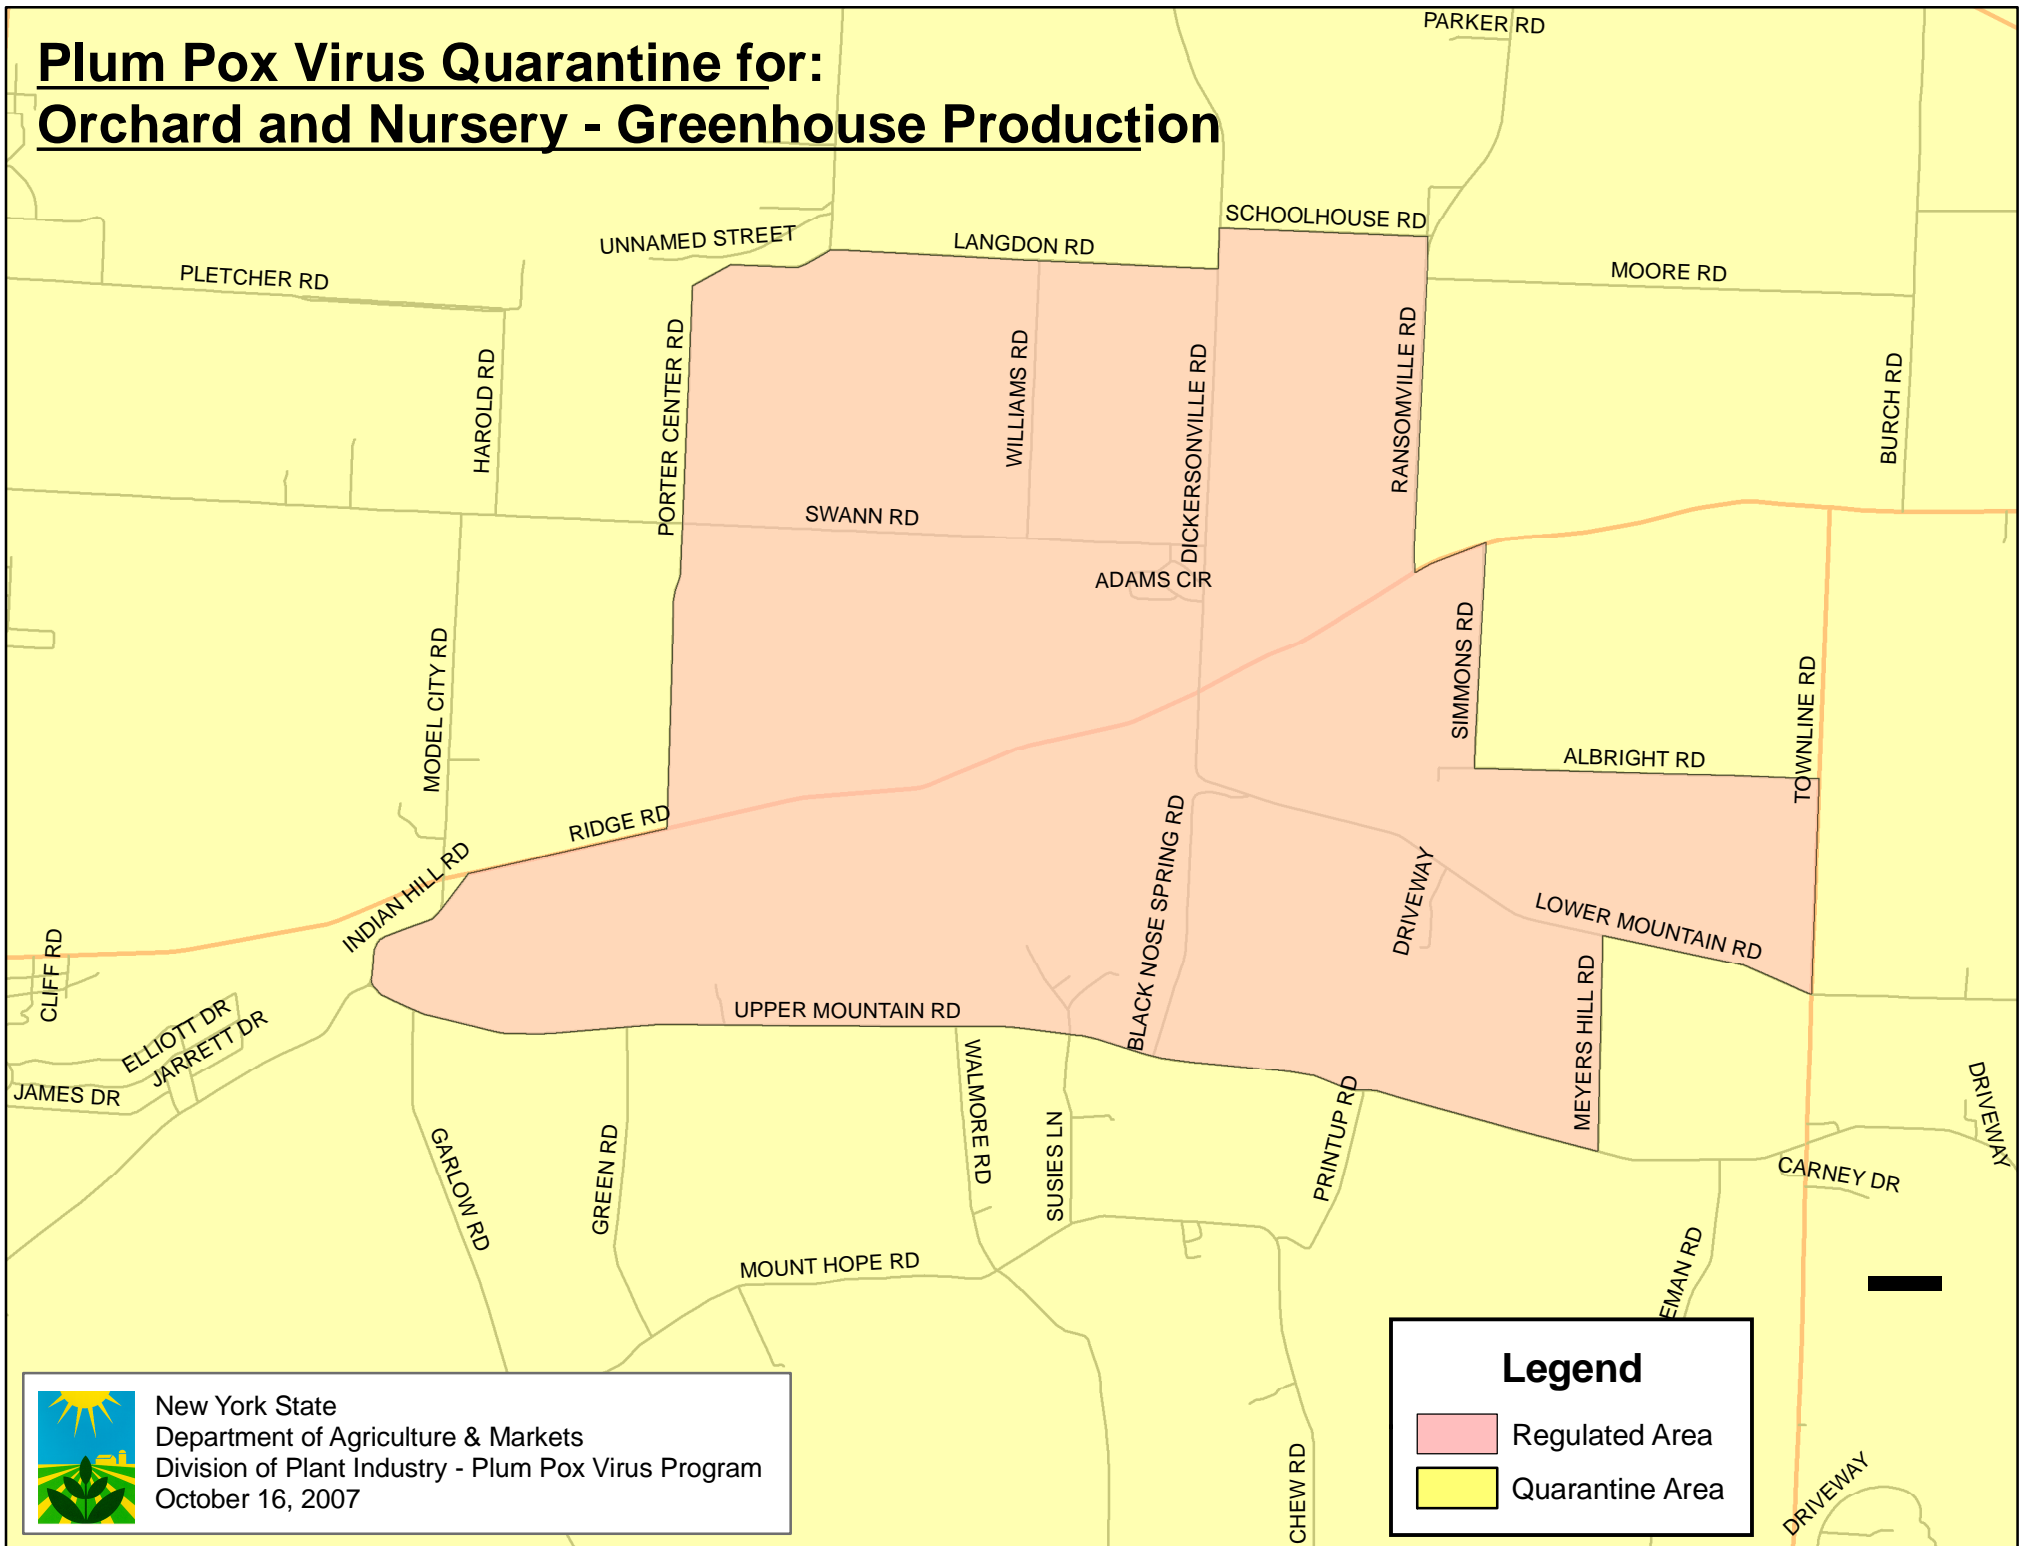 Plum Pox Virus Quarantine for:
Orchard and Nursery - Greenhouse Production
PARKER RD
SCHOOLHOUSE RD
UNNAMED STREET
LANGDON RD
PLETCHER RD
MOORE RD
HAROLD RD
PORTER CENTER RD
WILLIAMS RD
DICKERSONVILLE RD
RANSOMVILLE RD
BURCH RD
SWANN RD
ADAMS CIR
MODEL CITY RD
SIMMONS RD
TOWNLINE RD
ALBRIGHT RD
RIDGE RD
INDIAN HILL RD
BLACK NOSE SPRING RD
DRIVEWAY
LOWER MOUNTAIN RD
CLIFF RD
UPPER MOUNTAIN RD
MEYERS HILL RD
ELLIOTT DR
JARRETT DR
JAMES DR
WALMORE RD
SUSIES LN
PRINTUP RD
DRIVEWAY
GARLOW RD
GREEN RD
CARNEY DR
MOUNT HOPE RD
EMAN RD
CHEW RD
DRIVEWAY
New York State
Department of Agriculture & Markets
Division of Plant Industry - Plum Pox Virus Program
October 16, 2007
Legend
Regulated Area
Quarantine Area